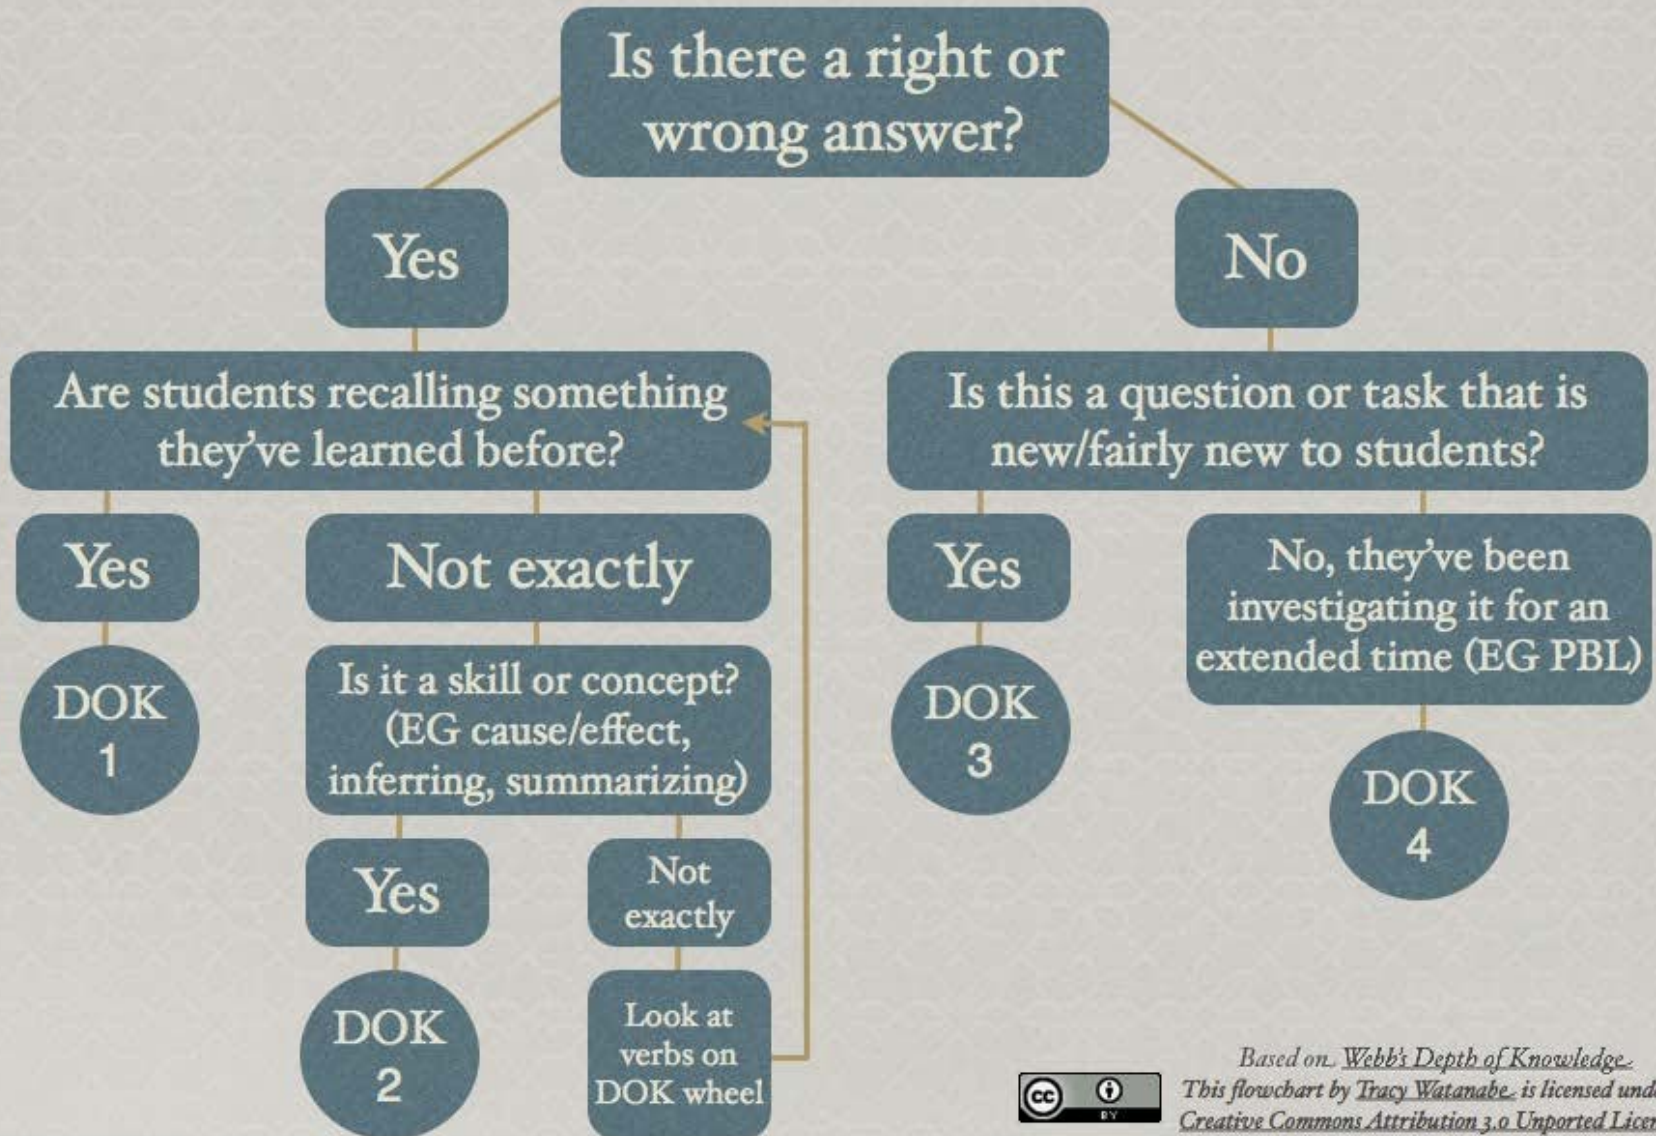 Is there a right or
wrong answer?
Yes
No
Are students recalling something
they've learned before?
Is this a question or task that is
new/fairly new to students?
Yes
Not exactly
Yes
No, they've been
investigating it for an
extended time (EG PBL)
DOK
1
Is it a skill or concept?
(EG cause/effect,
inferring, summarizing)
DOK
3
DOK
4
Yes
Not
exactly
DOK
2
Look at
verbs on
DOK wheel
cc
BY
Based on Webb's Depth of Knowledge
This flowchart by Tracy Watanabe is licensed unde
Creative Commons Attribution 3.0 Unported Licen